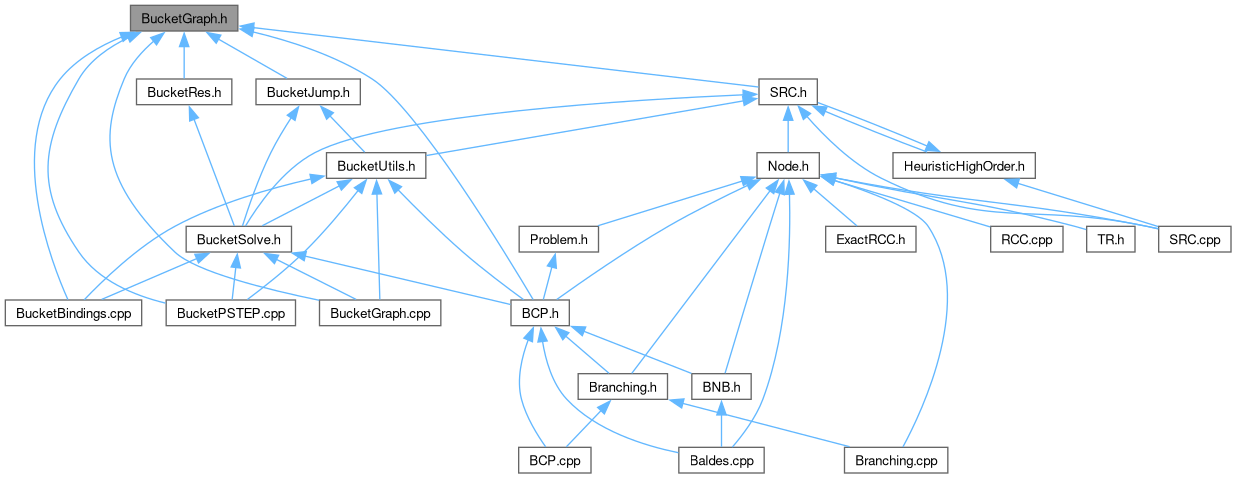 BucketGraph.h
BucketRes.h
BucketJump.h
SRC.h
BucketUtils.h
Node.h
HeuristicHighOrder.h
BucketSolve.h
Problem.h
ExactRCC.h
RCC.cpp
TR.h
SRC.cpp
BucketBindings.cpp
BucketPSTEP.cpp
BucketGraph.cpp
BCP.h
Branching.h
BNB.h
BCP.cpp
Baldes.cpp
Branching.cpp